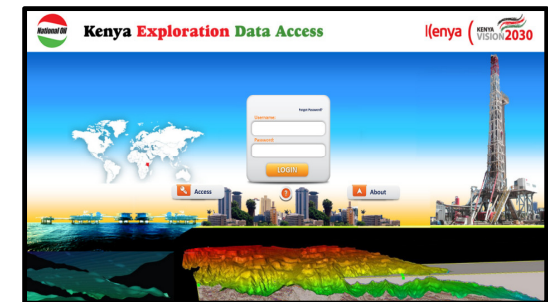 National Oil
Kenya Exploration Data Access
Kenya
KENYA
VISION 2030
Forgot Password?
Username:
Password:
LOGIN
Access
?
About